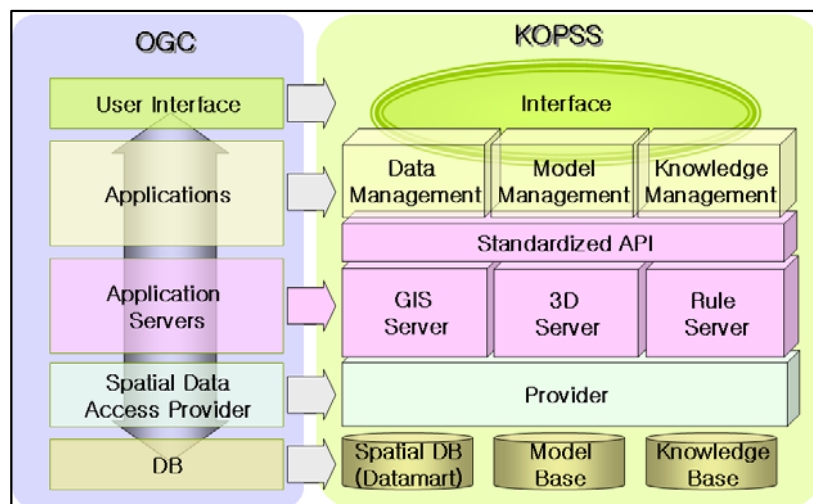 OGC
User Interface
Applications
Application
Servers
Spatial Data
Access Provider
DB
KOPSS
Interface
Data
Management
Model
Management
Knowledge
Management
Standardized API
GIS
Server
3D
Server
Rule
Server
Provider
Spatial DB
(Datamart)
Model
Base
Knowledge
Base